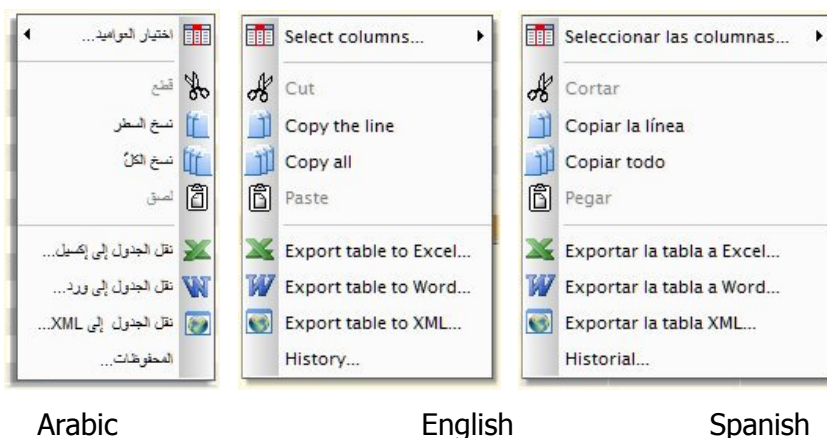 اختيار العواميد...
قطع
نسخ السطر
نسخ الكلّ
لصق
نقل الجدول إلى إكسيل...
نقل الجدول إلى ورد...
نقل الجدول إلى XML...
المحفوظات...
Select columns...
Cut
Copy the line
Copy all
Paste
Export table to Excel...
Export table to Word...
Export table to XML...
History...
Seleccionar las columnas...
Cortar
Copiar la línea
Copiar todo
Pegar
Exportar la tabla a Excel...
Exportar la tabla a Word...
Exportar la tabla XML...
Historial...
Arabic English Spanish